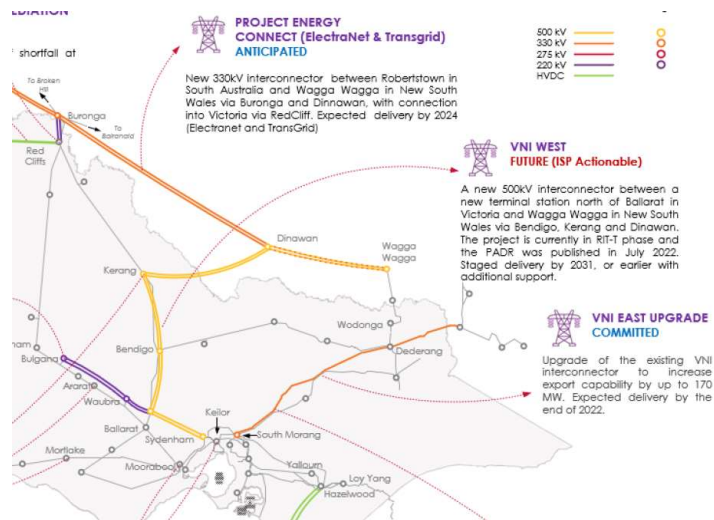 PROJECT ENERGY
CONNECT (ElectraNet & Transgrid)
ANTICIPATED
shortfall at
New 330kV interconnector between Robertstown in
South Australia and Wagga Wagga in New South
Wales via Buronga and Dinnawan, with connection
into Victoria via RedCliff. Expected delivery by 2024
(Electranet and TransGrid)
500 kV
330 kV
275 kV
220 kV
HVDC
VNI WEST
FUTURE (ISP Actionable)
A new 500kV interconnector between a
new terminal station north of Ballarat in
Victoria and Wagga Wagga in New South
Wales via Bendigo, Kerang and Dinawan.
The project is currently in RIT-T phase and
the PADR was published in July 2022.
Staged delivery by 2031, or earlier with
additional support.
VNI EAST UPGRADE
COMMITTED
Upgrade of the existing VNI
interconnector to increase
export capability by up to 170
MW. Expected delivery by the
end of 2022.
To Broken
Hill
Buronga
To
Balranald
Red
Cliffs
Dinawan
Wagga
Wagga
Kerang
Wodonga
Dederang
Bendigo
Bulgana
Ararat
Waubra
Ballarat
Sydenham
Keilor
South Morang
Mortlake
Moorabool
Yallourn
Loy Yang
Hazelwood